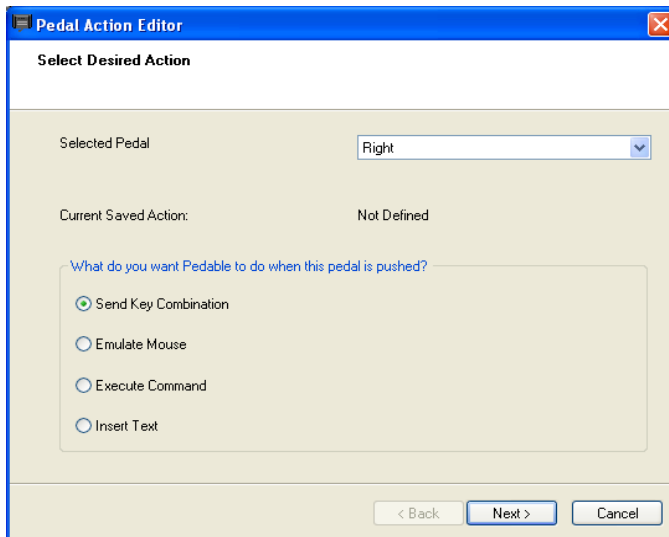 Pedal Action Editor
Select Desired Action
Selected Pedal
Right
Current Saved Action:
Not Defined
What do you want Pedable to do when this pedal is pushed?
Send Key Combination
Emulate Mouse
Execute Command
Insert Text
< Back
Next >
Cancel